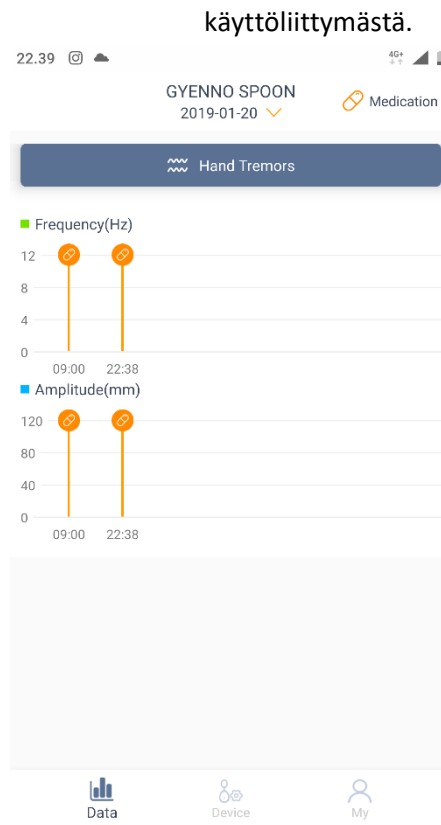 käyttöliittymästä.
22.39 4G+
GYENNO SPOON
2019-01-20
Medication
Hand Tremors
Frequency(Hz)
12
8
4
0
09:00 22:38
Amplitude(mm)
120
80
40
0
09:00 22:38
Data Device My